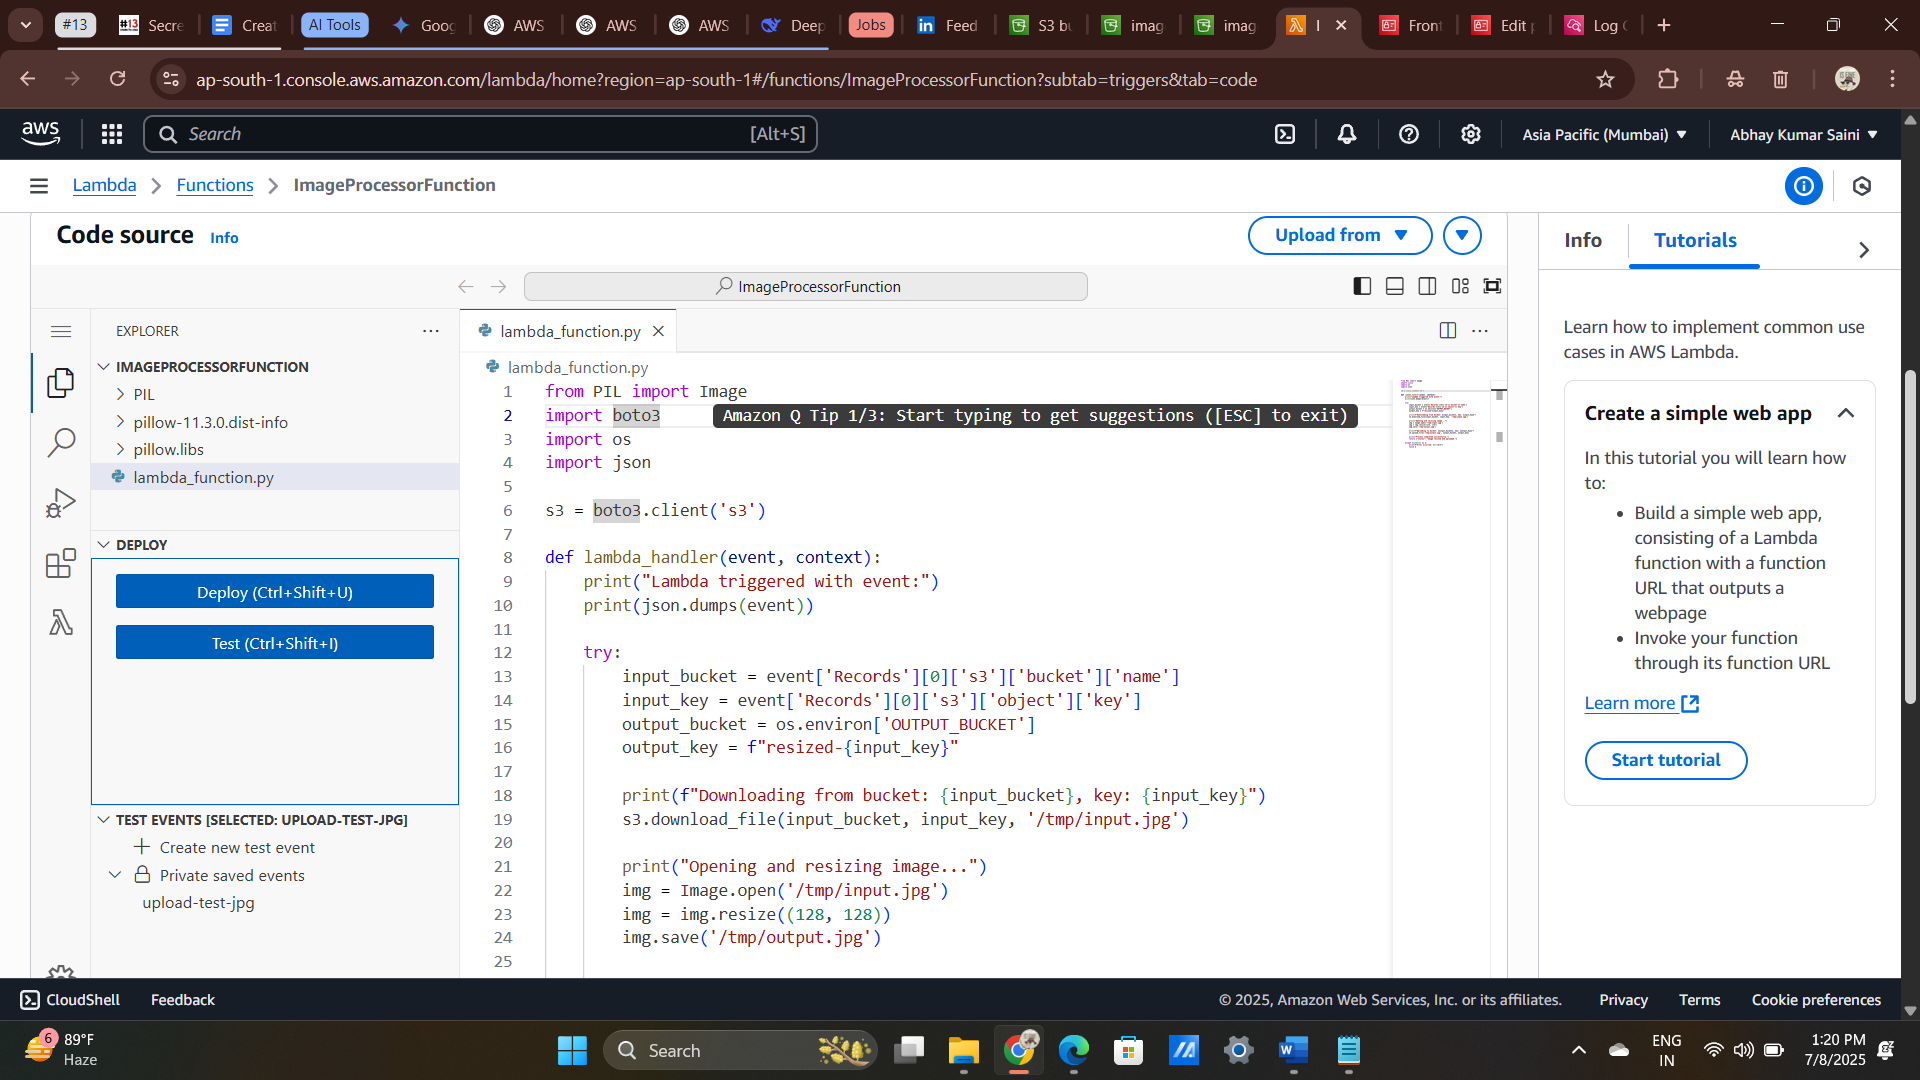 #13
#13 Secre
Creat
AI Tools
Goog
AWS
AWS
AWS
Deep
Jobs
Feed
S3 bu
imag
imag
Front
Edit p
Log
ap-south-1.console.aws.amazon.com/lambda/home?region=ap-south-1#/functions/ImageProcessorFunction?subtab=triggers&tab=code
aws
Search
[Alt+S]
Asia Pacific (Mumbai)
Abhay Kumar Saini
Lambda
Functions
ImageProcessorFunction
Code source
Info
Upload from
ImageProcessorFunction
EXPLORER
IMAGEPROCESSORFUNCTION
PIL
pillow-11.3.0.dist-info
pillow.libs
lambda_function.py
DEPLOY
Deploy (Ctrl+Shift+U)
Test (Ctrl+Shift+I)
TEST EVENTS [SELECTED: UPLOAD-TEST-JPG]
Create new test event
Private saved events
upload-test-jpg
lambda_function.py
lambda_function.py
1 from PIL import Image
2 import boto3 Amazon Q Tip 1/3: Start typing to get suggestions ([ESC] to exit)
3 import os
4 import json
5
6 s3 = boto3.client('s3')
7
8 def lambda_handler(event, context):
9 print("Lambda triggered with event:")
10 print(json.dumps(event))
11
12 try:
13 input_bucket = event['Records'][0]['s3']['bucket']['name']
14 input_key = event['Records'][0]['s3']['object']['key']
15 output_bucket = os.environ['OUTPUT_BUCKET']
16 output_key = f"resized-{input_key}"
17
18 print(f"Downloading from bucket: {input_bucket}, key: {input_key}")
19 s3.download_file(input_bucket, input_key, '/tmp/input.jpg')
20
21 print("Opening and resizing image...")
22 img = Image.open('/tmp/input.jpg')
23 img = img.resize((128, 128))
24 img.save('/tmp/output.jpg')
25
Info
Tutorials
Learn how to implement common use
cases in AWS Lambda.
Create a simple web app
In this tutorial you will learn how
to:
• Build a simple web app,
consisting of a Lambda
function with a function
URL that outputs a
webpage
• Invoke your function
through its function URL
Learn more
Start tutorial
CloudShell
Feedback
© 2025, Amazon Web Services, Inc. or its affiliates.
Privacy
Terms
Cookie preferences
6
89°F
Haze
Search
W
ENG
IN
1:20 PM
7/8/2025